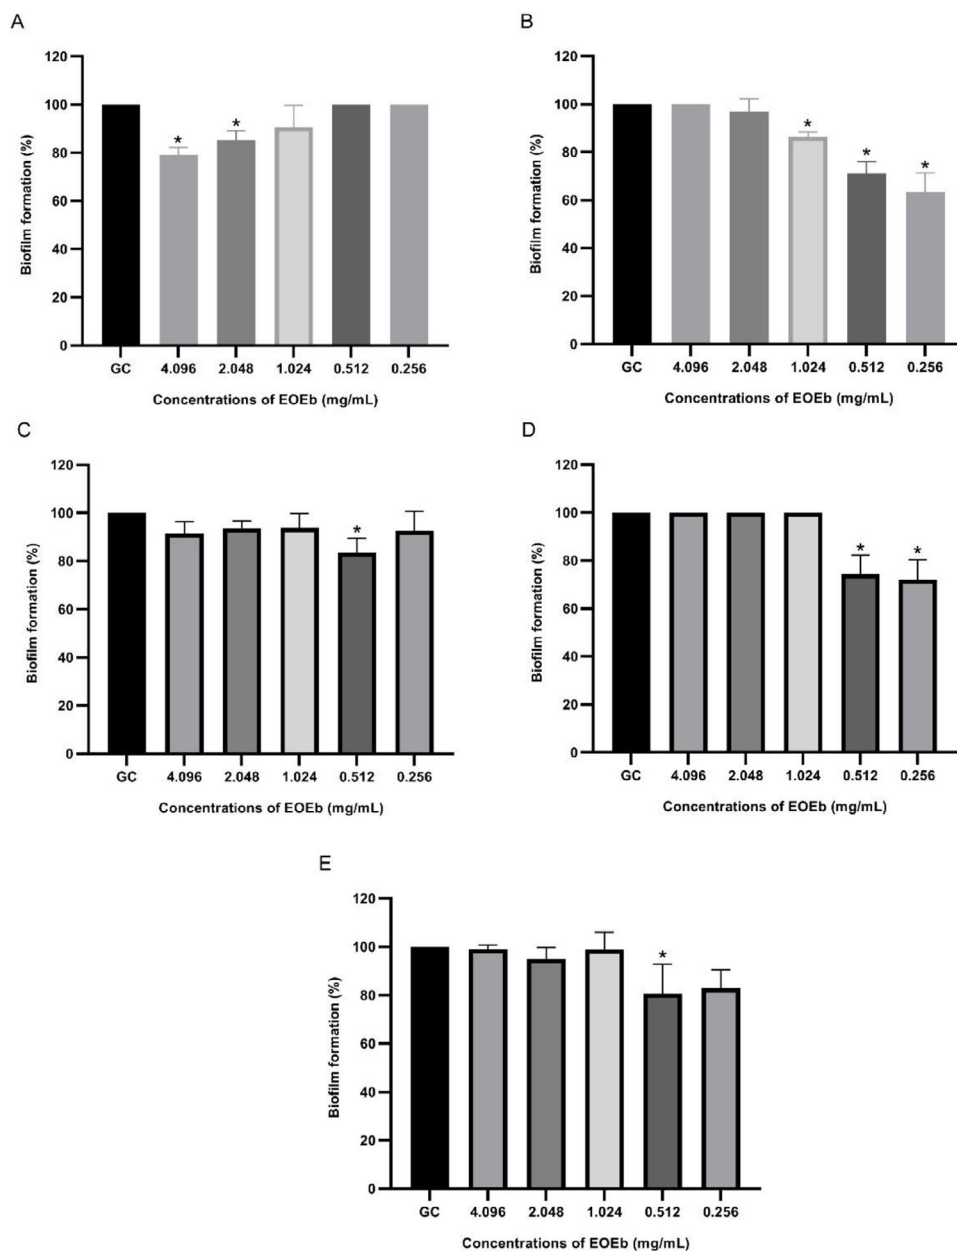 A
120
100
80
60
40
20
0
Biofilm formation (%)
* *
GC 4.096 2.048 1.024 0.512 0.256
Concentrations of EOEb (mg/mL)
B
120
100
80
60
40
20
0
Biofilm formation (%)
* * *
GC 4.096 2.048 1.024 0.512 0.256
Concentrations of EOEb (mg/mL)
C
120
100
80
60
40
20
0
Biofilm formation (%)
*
GC 4.096 2.048 1.024 0.512 0.256
Concentrations of EOEb (mg/mL)
D
120
100
80
60
40
20
0
Biofilm formation (%)
* *
GC 4.096 2.048 1.024 0.512 0.256
Concentrations of EOEb (mg/mL)
E
120
100
80
60
40
20
0
Biofilm formation (%)
*
GC 4.096 2.048 1.024 0.512 0.256
Concentrations of EOEb (mg/mL)